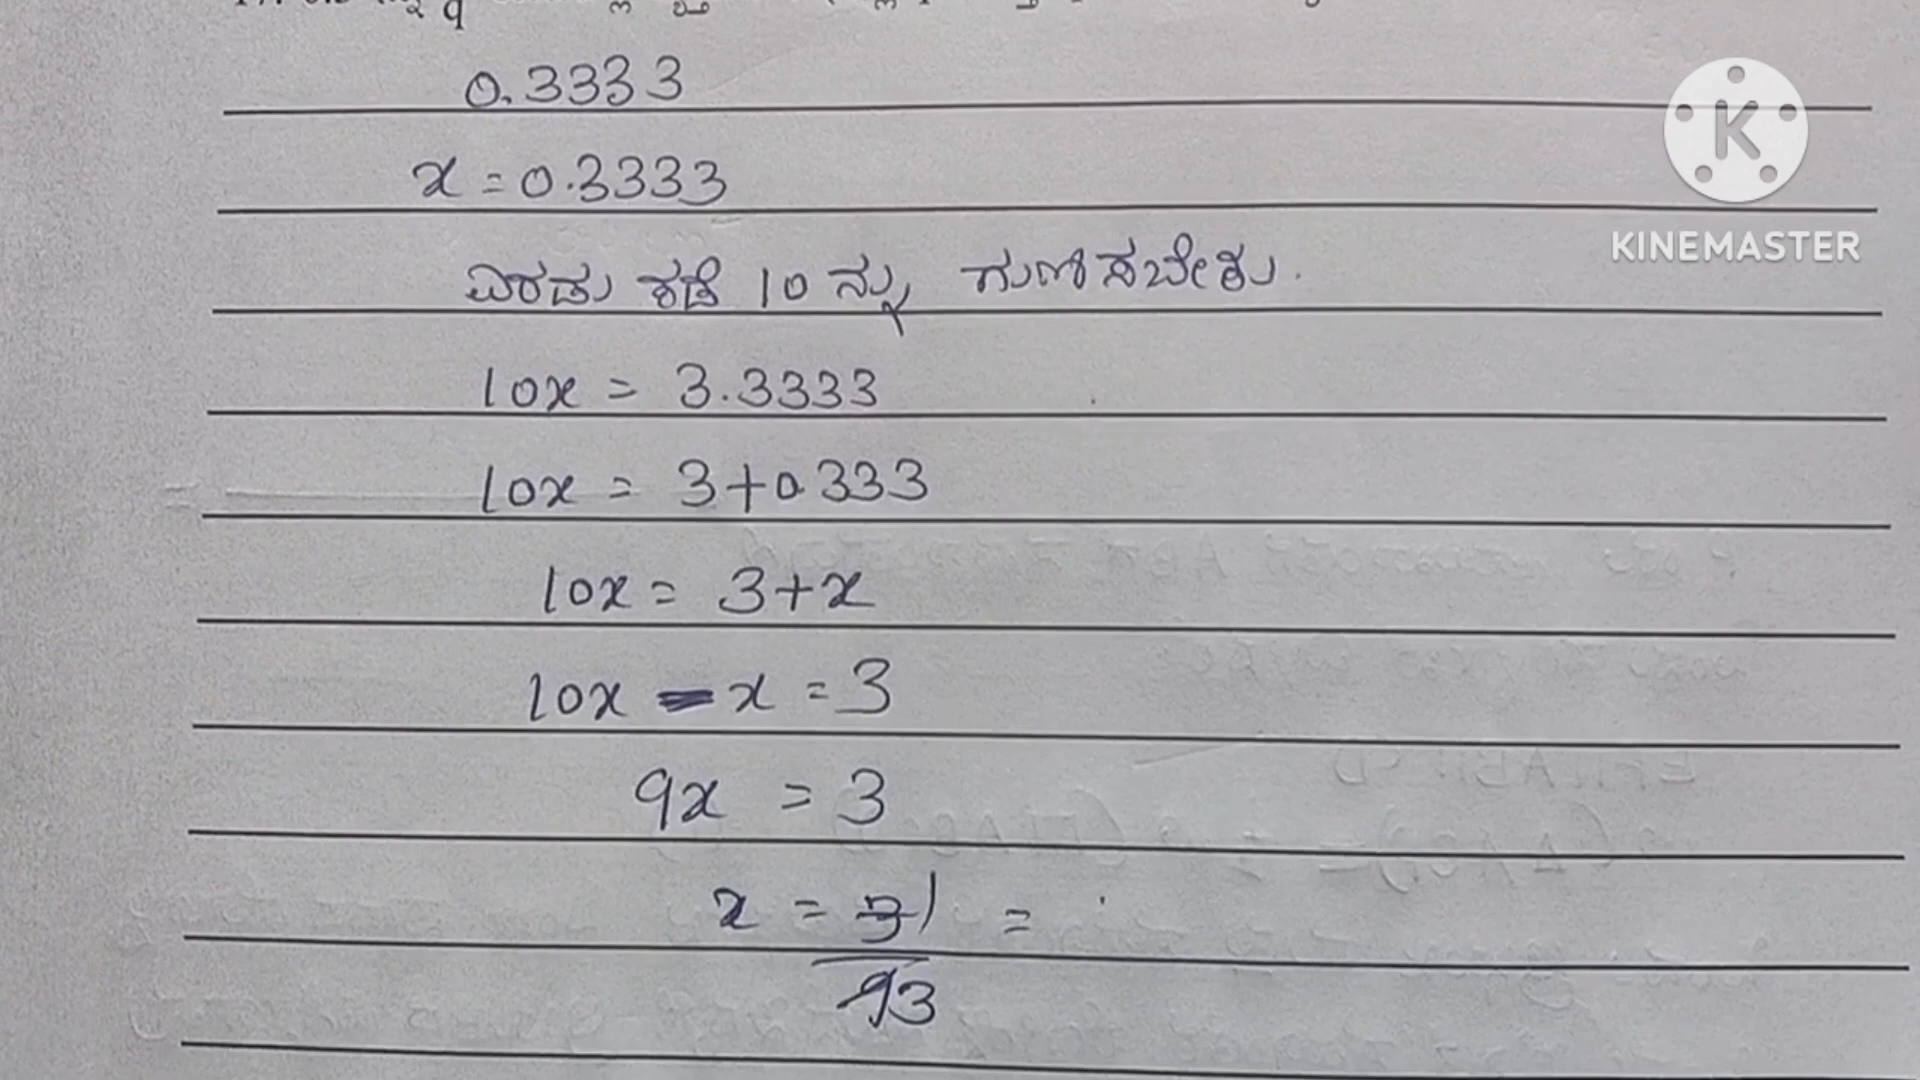 0.3333
x = 0.3333
ಎರಡು ಕಡೆ 10 ನ್ನು ಗುಣಿಸಬೇಕು.
10x = 3.3333
10x = 3+0.333
10x = 3+x
10x - x = 3
9x = 3
x = 3 1 =
9 3
KINEMASTER